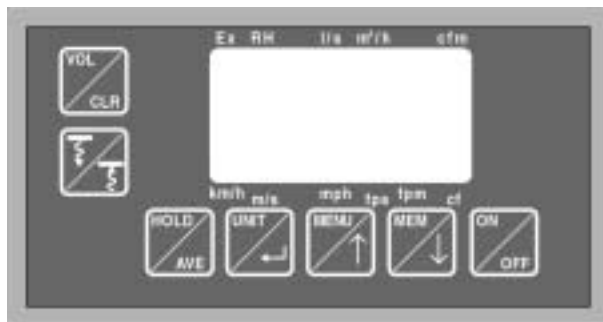 Ex RH l/s m³/h cfm
VOL
CLR
km/h m/s mph fps fpm cf
HOLD
AVE
UNIT
MENU
MEM
ON
OFF